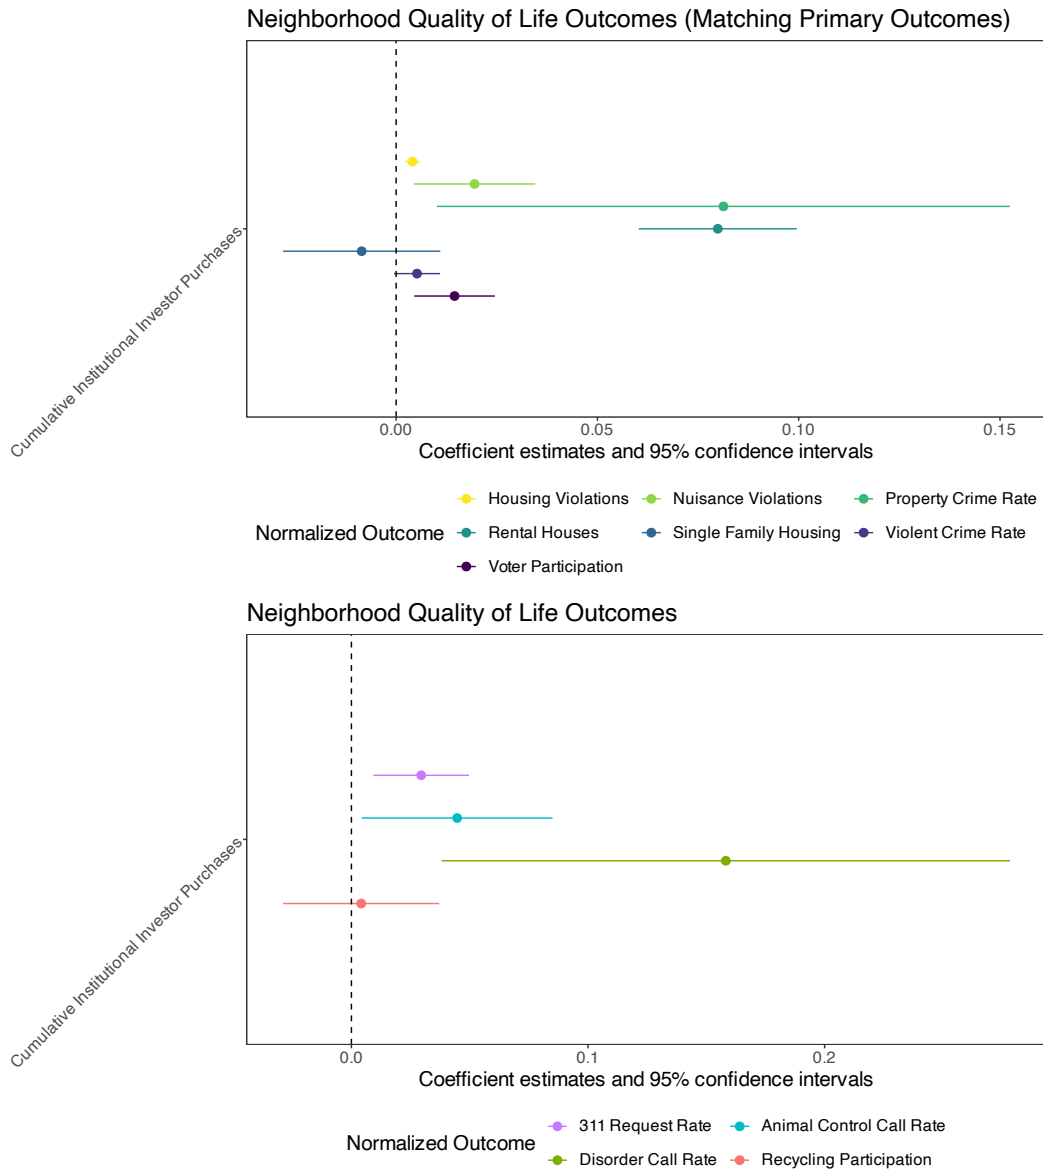 Neighborhood Quality of Life Outcomes (Matching Primary Outcomes)
Cumulative Institutional Investor Purchases
0.00 0.05 0.10 0.15
Coefficient estimates and 95% confidence intervals
Normalized Outcome
Housing Violations Nuisance Violations Property Crime Rate
Rental Houses Single Family Housing Violent Crime Rate
Voter Participation
Neighborhood Quality of Life Outcomes
Cumulative Institutional Investor Purchases
0.0 0.1 0.2
Coefficient estimates and 95% confidence intervals
Normalized Outcome
311 Request Rate Animal Control Call Rate
Disorder Call Rate Recycling Participation